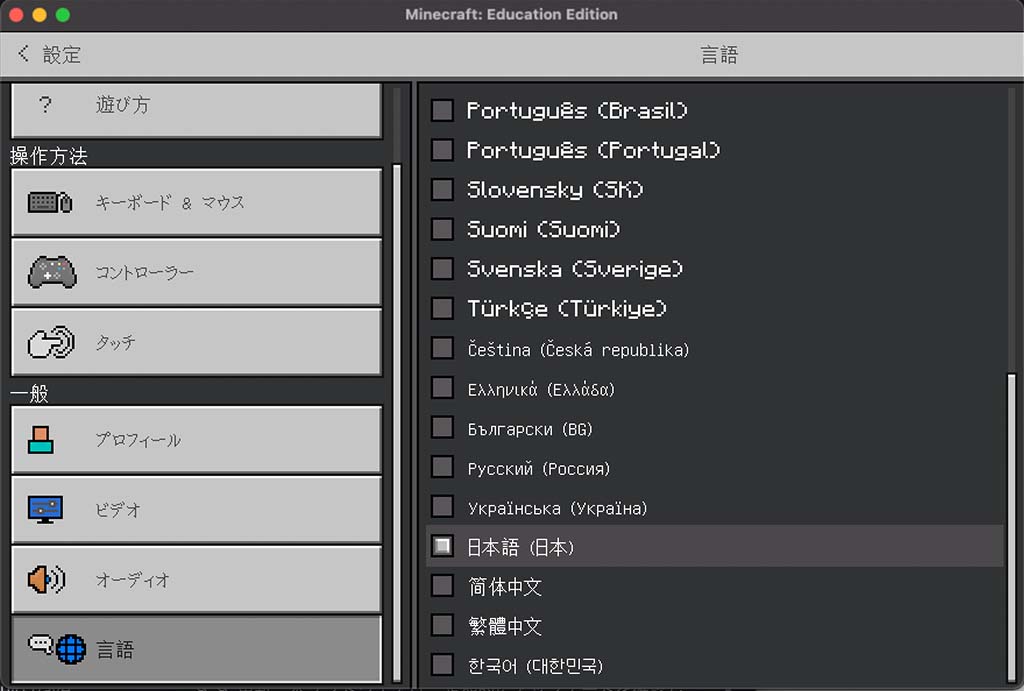 Minecraft: Education Edition
設定
言語
? 遊び方
操作方法
キーボード & マウス
コントローラー
タッチ
一般
プロフィール
ビデオ
オーディオ
言語
Português (Brasil)
Português (Portugal)
Slovensky (SK)
Suomi (Suomi)
Svenska (Sverige)
Türkçe (Türkiye)
Čeština (Česká republika)
Ελληνικά (Ελλάδα)
Български (BG)
Русский (Россия)
Українська (Україна)
日本語 (日本)
简体中文
繁體中文
한국어 (대한민국)